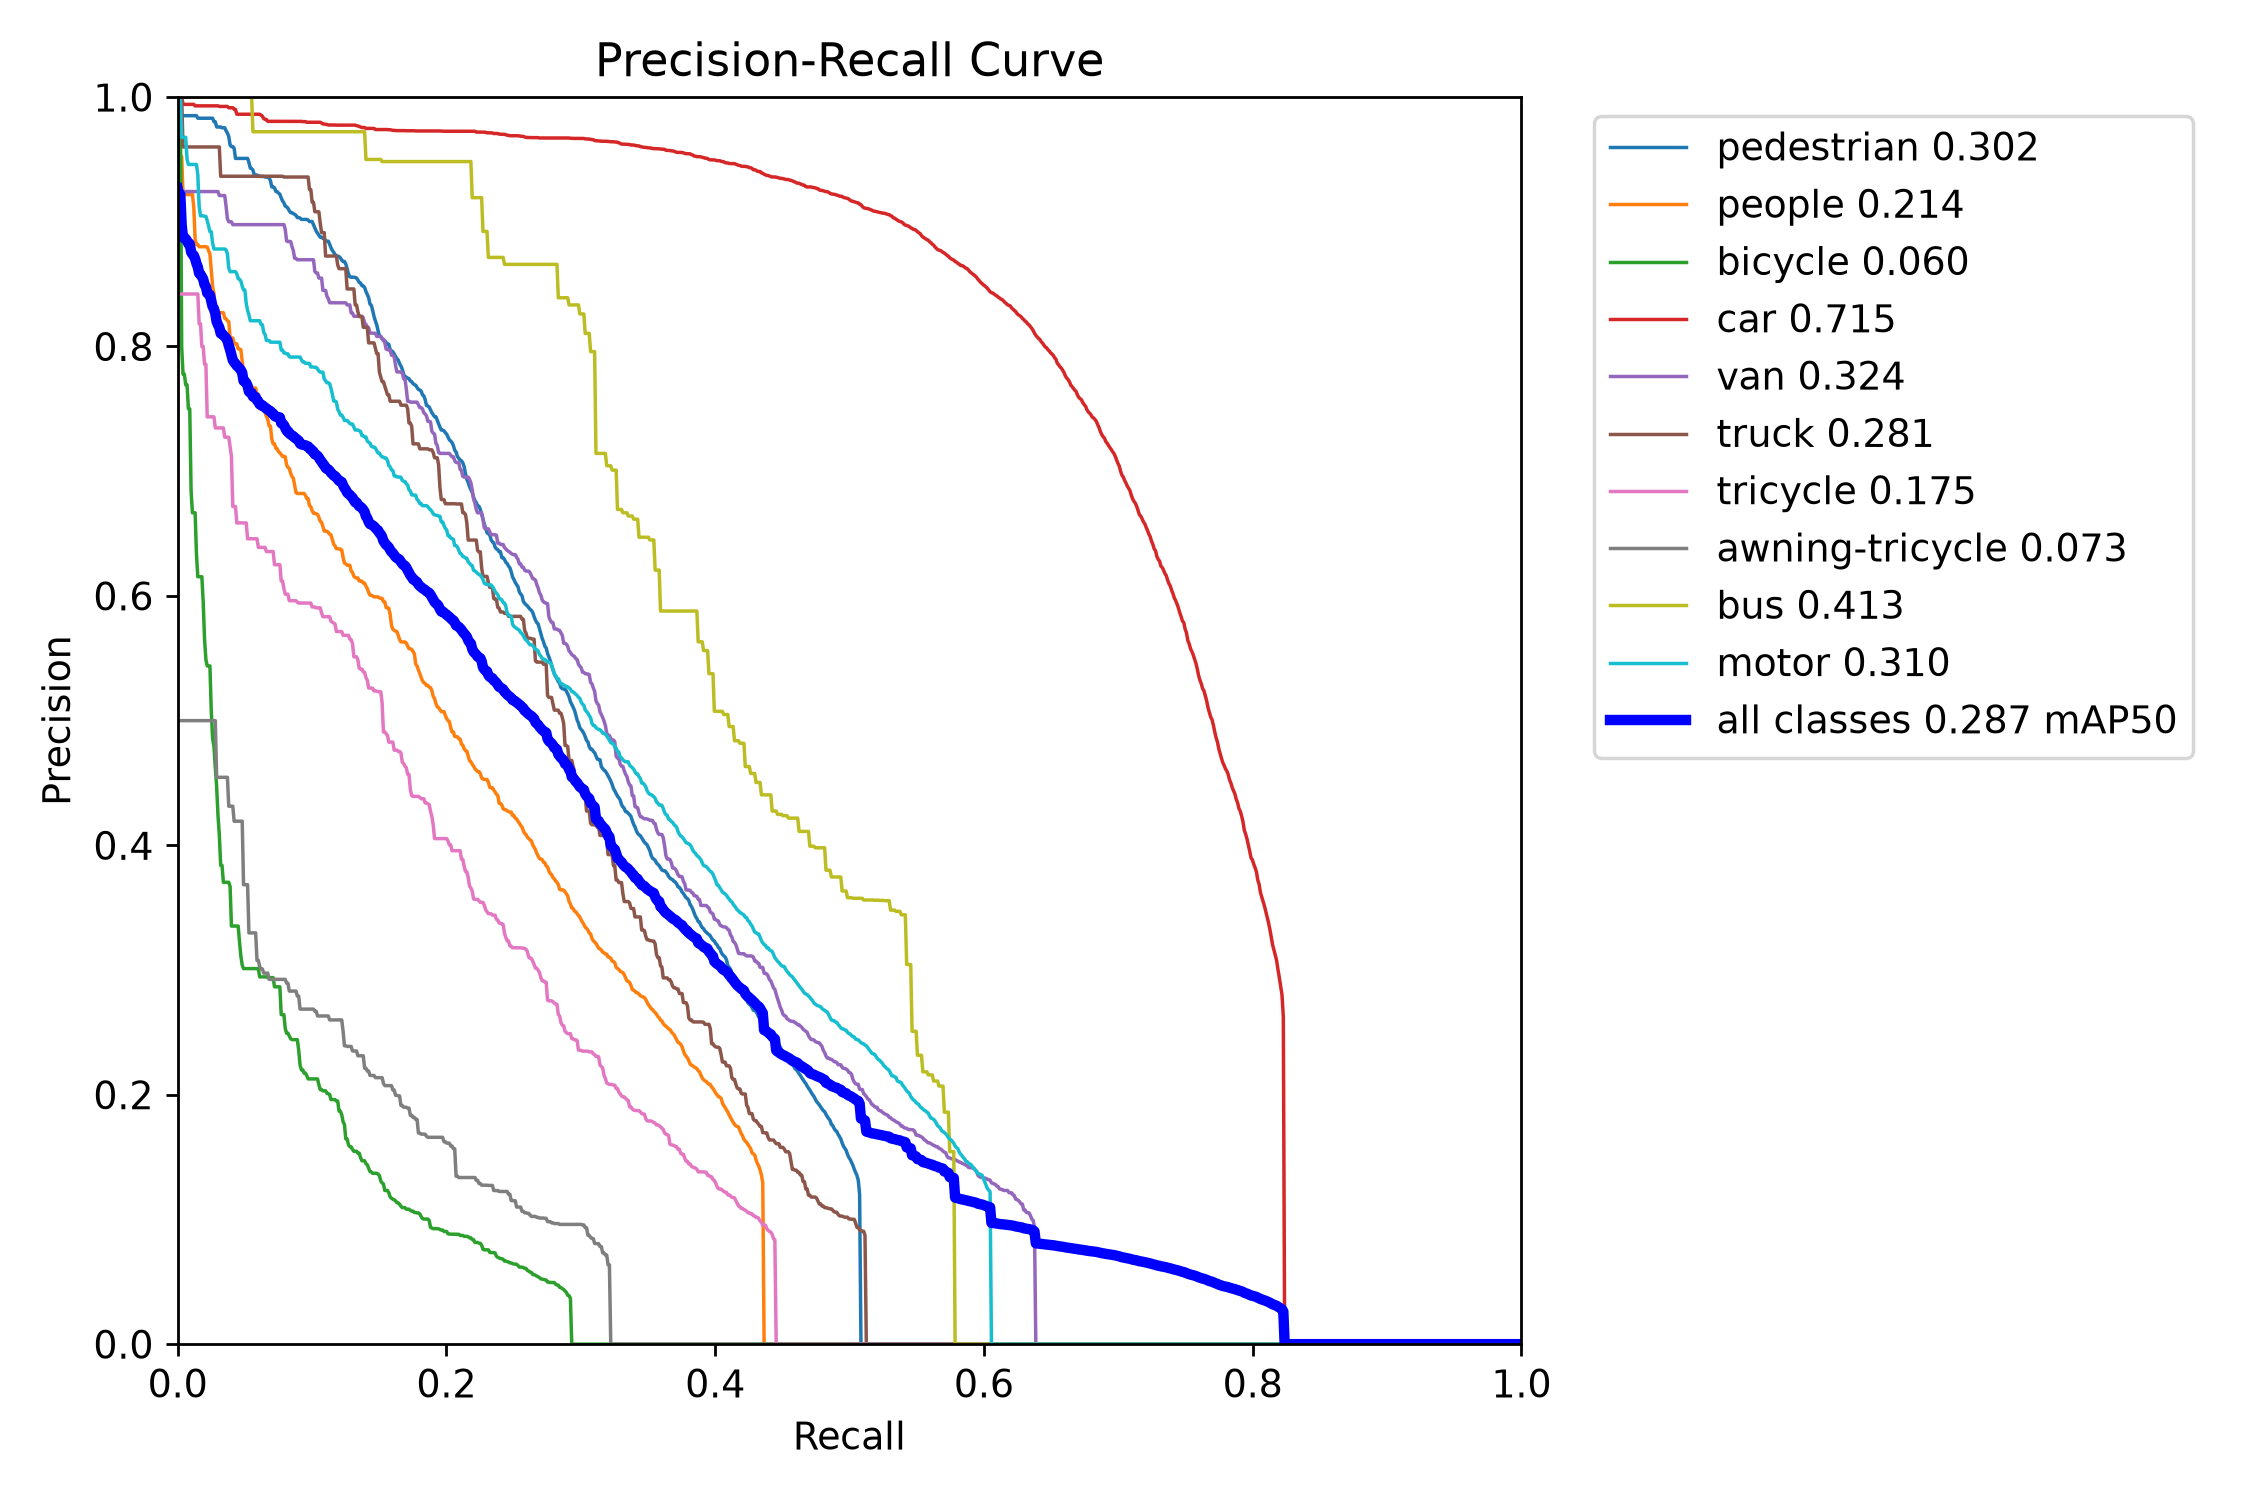 Precision-Recall Curve
1.0
0.8
0.6
0.4
0.2
0.0
Precision
0.0 0.2 0.4 0.6 0.8 1.0
Recall
pedestrian 0.302
people 0.214
bicycle 0.060
car 0.715
van 0.324
truck 0.281
tricycle 0.175
awning-tricycle 0.073
bus 0.413
motor 0.310
all classes 0.287 mAP50